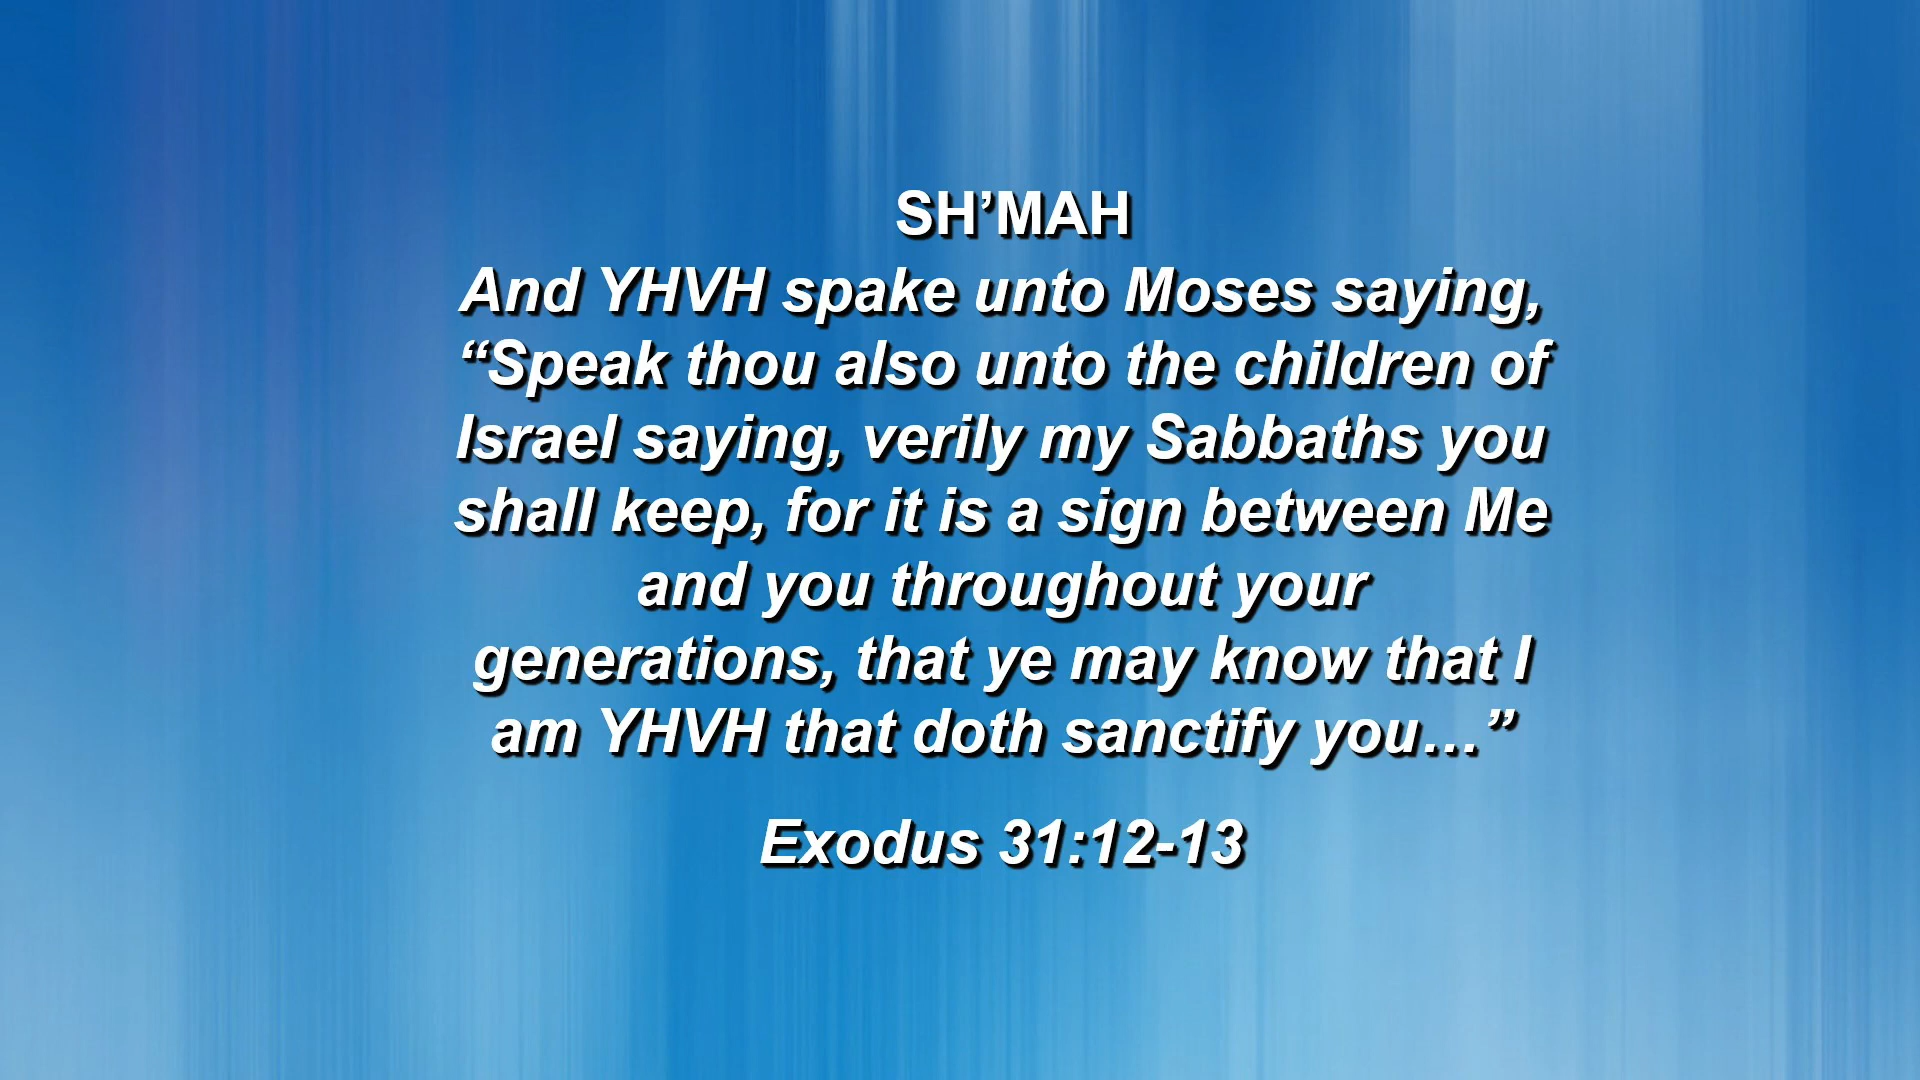 SH’MAH
And YHVH spake unto Moses saying,
“Speak thou also unto the children of
Israel saying, verily my Sabbaths you
shall keep, for it is a sign between Me
and you throughout your
generations, that ye may know that I
am YHVH that doth sanctify you…”
Exodus 31:12-13